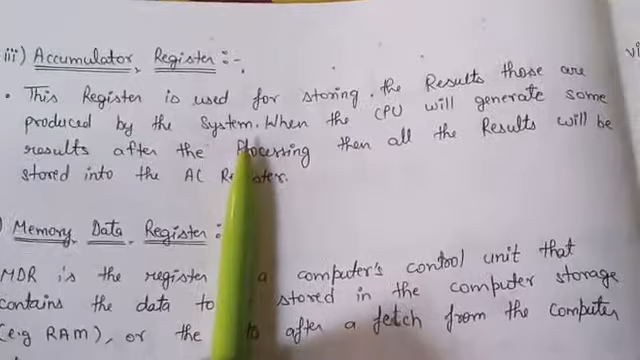 iii) Accumulator Register :-
• This Register is used for storing the Results those are
produced by the System. When the CPU will generate some
results after the Processing then all the Results will be
stored into the AC Register.
) Memory Data Register :
MDR is the register a computer's control unit that
contains the data to stored in the computer storage
(e.g RAM), or the after a fetch from the computer
vi